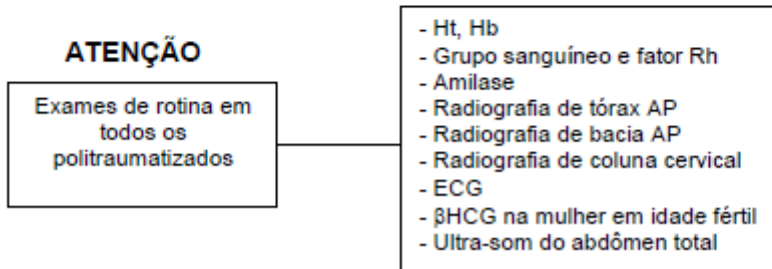 ATENÇÃO
Exames de rotina em
todos os
politraumatizados
- Ht, Hb
- Grupo sanguíneo e fator Rh
- Amilase
- Radiografia de tórax AP
- Radiografia de bacia AP
- Radiografia de coluna cervical
- ECG
- βHCG na mulher em idade fértil
- Ultra-som do abdômen total